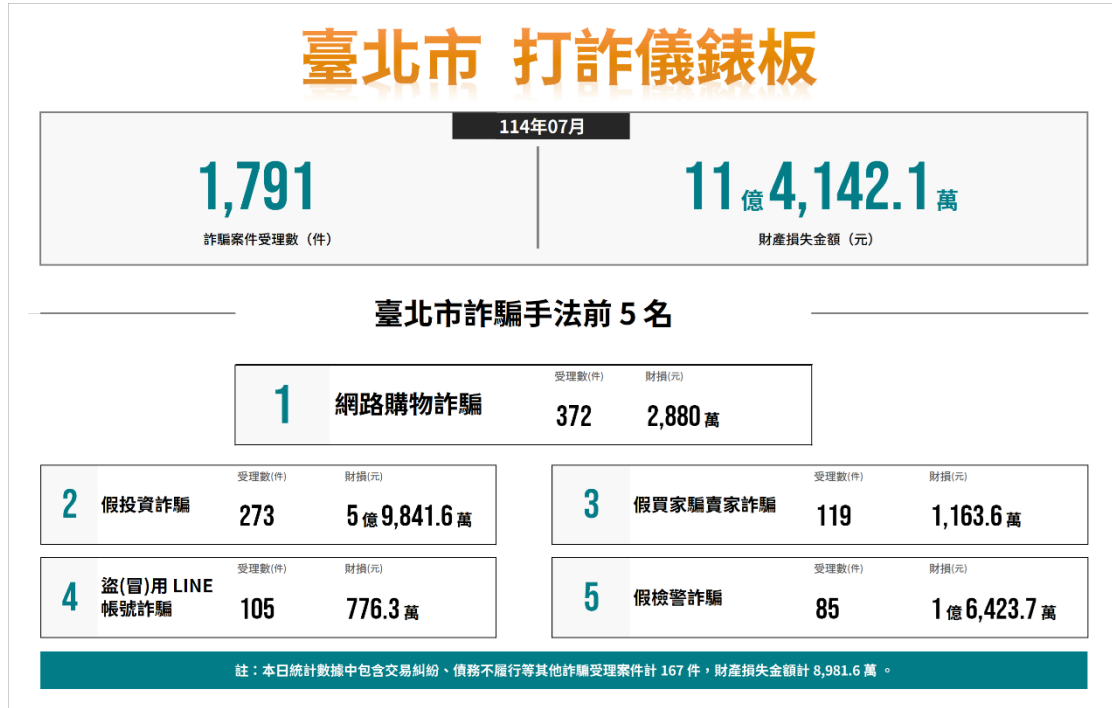 臺北市 打詐儀錶板
114年07月
1,791
詐騙案件受理數（件）
11億4,142.1萬
財產損失金額（元）
臺北市詐騙手法前 5 名
1
網路購物詐騙
受理數(件)
372
財損(元)
2,880萬
2
假投資詐騙
受理數(件)
273
財損(元)
5億9,841.6萬
3
假買家騙賣家詐騙
受理數(件)
119
財損(元)
1,163.6萬
4
盜(冒)用 LINE
帳號詐騙
受理數(件)
105
財損(元)
776.3萬
5
假檢警詐騙
受理數(件)
85
財損(元)
1億6,423.7萬
註：本日統計數據中包含交易糾紛、債務不履行等其他詐騙受理案件計 167 件，財產損失金額計 8,981.6 萬 。